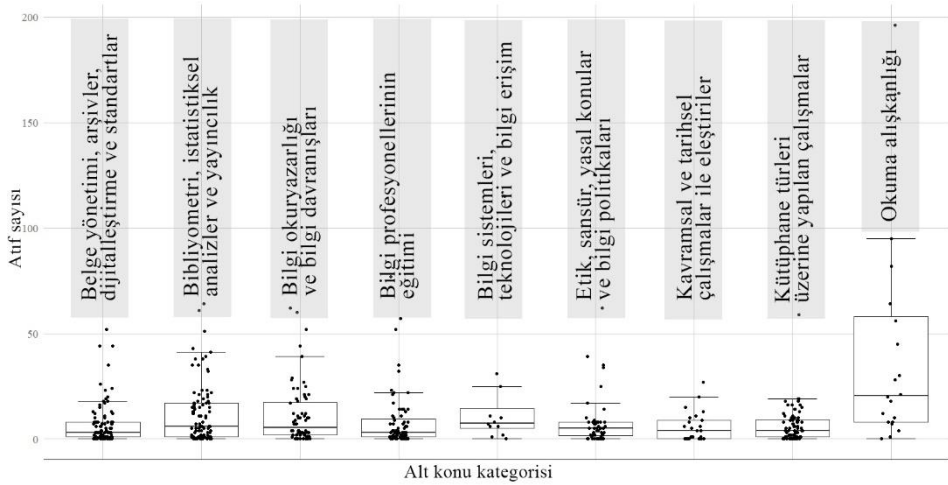 200
150
100
50
0
Atıf sayısı
Belge yönetimi, arşivler,
dijitalleştirme ve standartlar
Bibliyometri, istatistiksel
analizler ve yayıncılık
Bilgi okuryazarlığı
ve bilgi davranışları
Bilgi profesyonellerinin
eğitimi
Bilgi sistemleri,
teknolojileri ve bilgi erişim
Etik, sansür, yasal konular
ve bilgi politikaları
Kavramsal ve tarihsel
çalışmalar ile eleştiriler
Kütüphane türleri
üzerine yapılan çalışmalar
Okuma alışkanlığı
Alt konu kategorisi